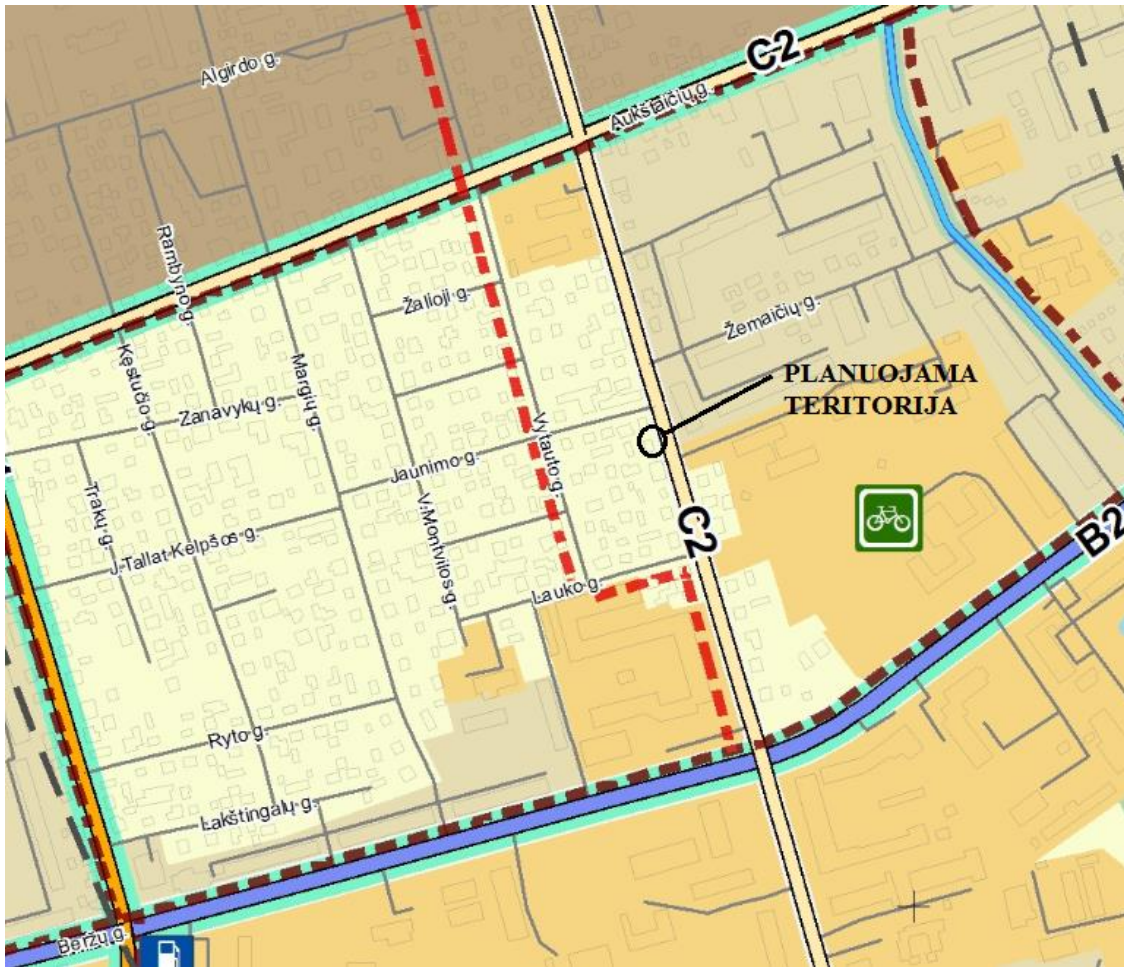 C2
Algirdo g.
Aukštaičių g.
Rambyno g.
Žalioji g.
Žemaičių g.
Kęstučio g.
Margių g.
PLANUOJAMA
TERITORIJA
Zanavykų g.
Vytauto g.
Jaunimo g.
Trakų g.
V.Montvilos g.
C2
B2
J.Tallat-Kelpšos g.
Lauko g.
Ryto g.
Lakštingalų g.
Beržų g.